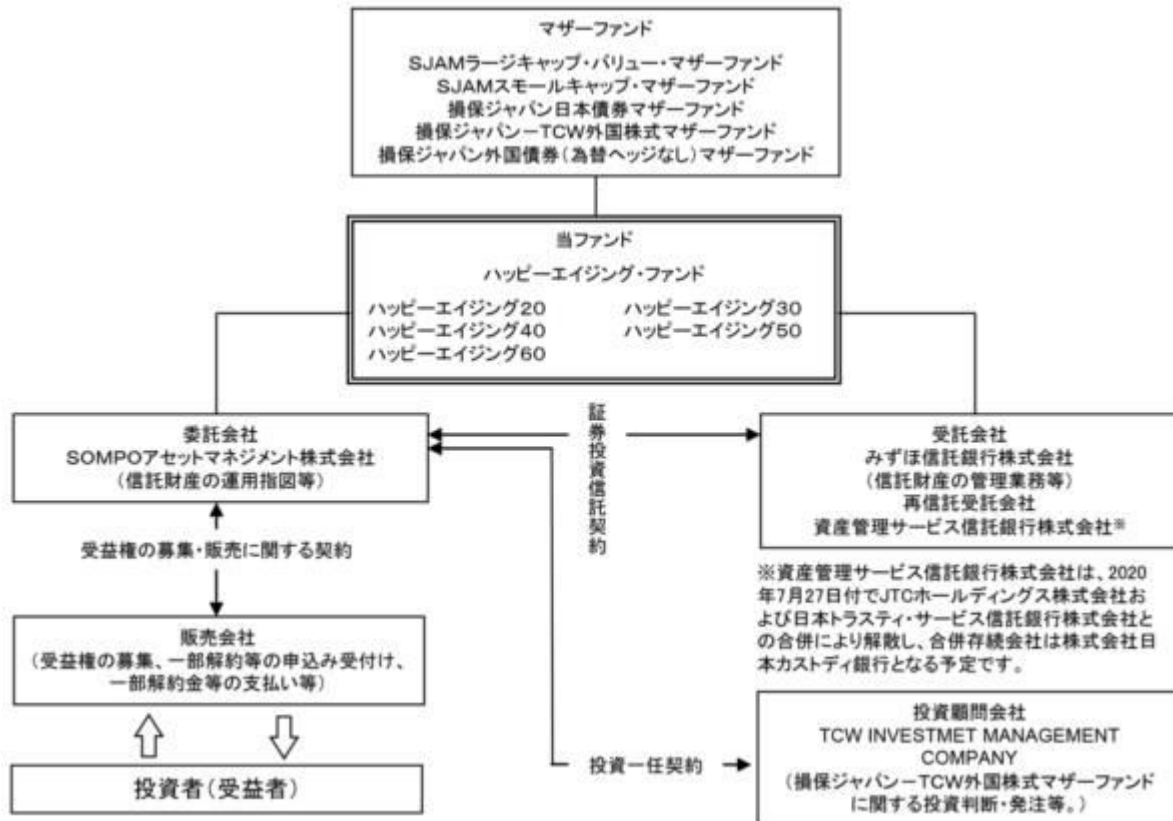 マザーファンド
SJAMラージキャップ・バリュー・マザーファンド
SJAMスモールキャップ・マザーファンド
損保ジャパン日本債券マザーファンド
損保ジャパン－TCW外国株式マザーファンド
損保ジャパン外国債券(為替ヘッジなし)マザーファンド
当ファンド
ハッピーエイジング・ファンド
ハッピーエイジング20 ハッピーエイジング30
ハッピーエイジング40 ハッピーエイジング50
ハッピーエイジング60
委託会社
SOMPOアセットマネジメント株式会社
(信託財産の運用指図等)
証券投資信託契約
受託会社
みずほ信託銀行株式会社
(信託財産の管理業務等)
再信託受託会社
資産管理サービス信託銀行株式会社※
受益権の募集・販売に関する契約
※資産管理サービス信託銀行株式会社は、2020
年7月27日付でJTCホールディングス株式会社お
よび日本トラスティ・サービス信託銀行株式会社と
の合併により解散し、合併存続会社は株式会社日
本カストディ銀行となる予定です。
販売会社
(受益権の募集、一部解約等の申込み受付け、
一部解約金等の支払い等)
投資者(受益者)
投資一任契約
投資顧問会社
TCW INVESTMET MANAGEMENT
COMPANY
(損保ジャパン－TCW外国株式マザーファンド
に関する投資判断・発注等。)